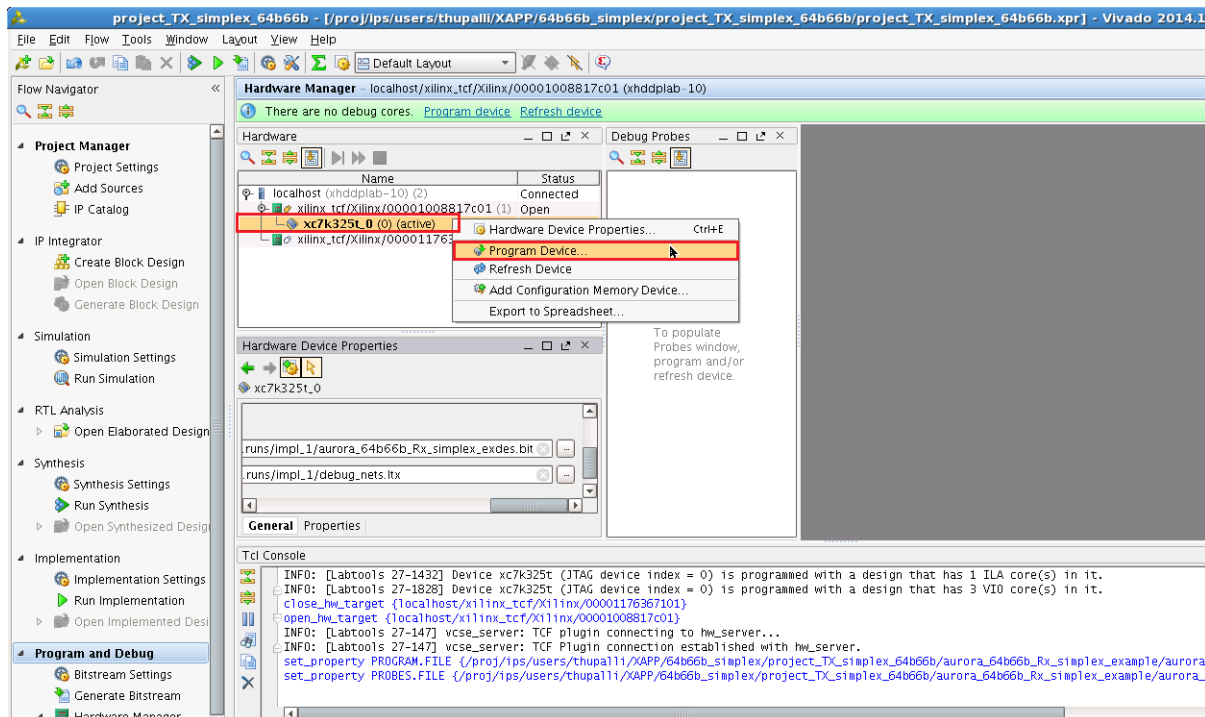 project_TX_simplex_64b66b - [/proj/ips/users/thupalli/XAPP/64b66b_simplex/project_TX_simplex_64b66b/project_TX_simplex_64b66b.xpr] - Vivado 2014.1
File Edit Flow Tools Window Layout View Help
Default Layout
Flow Navigator
Project Manager
Project Settings
Add Sources
IP Catalog
IP Integrator
Create Block Design
Open Block Design
Generate Block Design
Simulation
Simulation Settings
Run Simulation
RTL Analysis
Open Elaborated Design
Synthesis
Synthesis Settings
Run Synthesis
Open Synthesized Desig
Implementation
Implementation Settings
Run Implementation
Open Implemented Desi
Program and Debug
Bitstream Settings
Generate Bitstream
Hardware Manager
Hardware Manager - localhost/xilinx_tcf/Xilinx/00001008817c01 (xhddplab-10)
There are no debug cores. Program device Refresh device
Hardware
Name Status
localhost (xhddplab-10) (2) Connected
xilinx_tcf/Xilinx/00001008817c01 (1) Open
xc7k325t_0 (0) (active)
xilinx_tcf/Xilinx/00001176
Hardware Device Properties... Ctrl+E
Program Device...
Refresh Device
Add Configuration Memory Device...
Export to Spreadsheet...
Debug Probes
To populate
Probes window,
program and/or
refresh device.
Hardware Device Properties
xc7k325t_0
.runs/impl_1/aurora_64b66b_Rx_simplex_exdes.bit
.runs/impl_1/debug_nets.ltx
General Properties
Tcl Console
INFO: [Labtools 27-1432] Device xc7k325t (JTAG device index = 0) is programmed with a design that has 1 ILA core(s) in it.
INFO: [Labtools 27-1828] Device xc7k325t (JTAG device index = 0) is programmed with a design that has 3 VIO core(s) in it.
close_hw_target {localhost/xilinx_tcf/Xilinx/00001176367101}
open_hw_target {localhost/xilinx_tcf/Xilinx/00001008817c01}
INFO: [Labtools 27-147] vcse_server: TCF plugin connecting to hw_server...
INFO: [Labtools 27-147] vcse_server: TCF Plugin connection established with hw_server.
set_property PROGRAM.FILE {/proj/ips/users/thupalli/XAPP/64b66b_simplex/project_TX_simplex_64b66b/aurora_64b66b_Rx_simplex_example/aurora
set_property PROBES.FILE {/proj/ips/users/thupalli/XAPP/64b66b_simplex/project_TX_simplex_64b66b/aurora_64b66b_Rx_simplex_example/aurora_